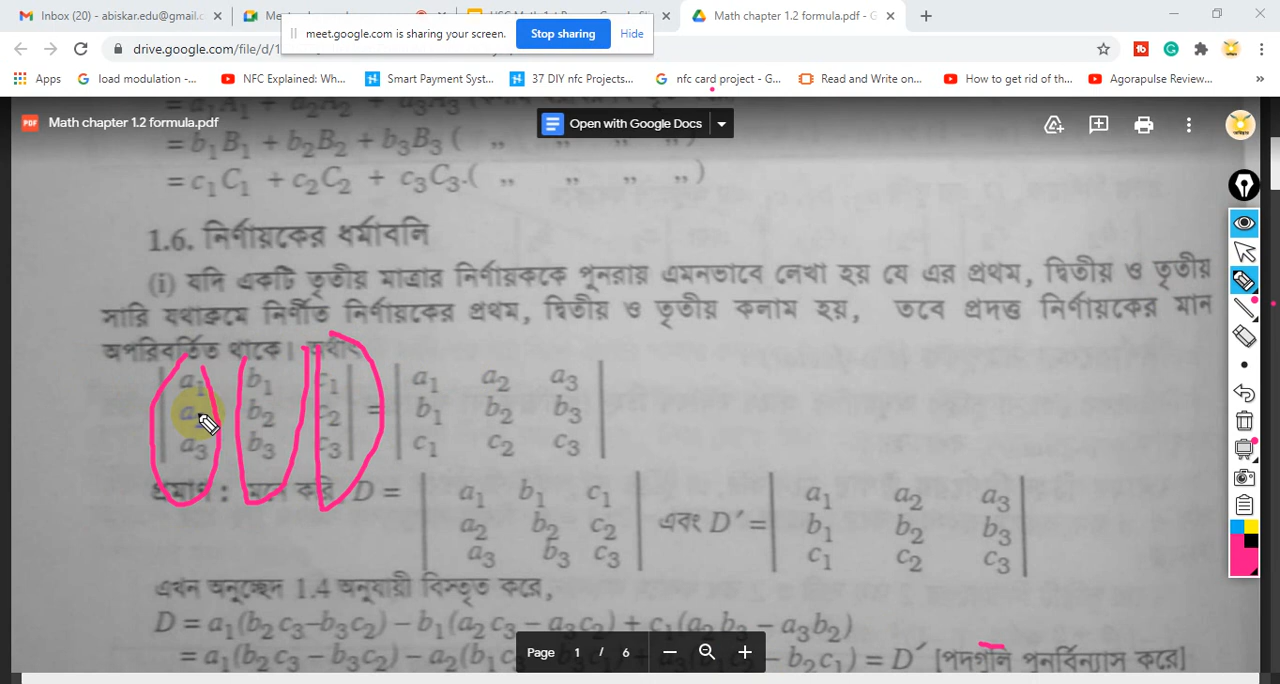 Inbox (20) - abiskar.edu@gmail.c
meet.google.com is sharing your screen. Stop sharing Hide
Math chapter 1.2 formula.pdf - G
drive.google.com/file/d/1
Apps load modulation -... NFC Explained: Wh... Smart Payment Syst... 37 DIY nfc Projects... nfc card project - G... Read and Write on... How to get rid of th... Agorapulse Review... »
PDF Math chapter 1.2 formula.pdf
Open with Google Docs
= b₁B₁ + b₂B₂ + b₃B₃ ( ,, ,, ,, ,, )
= c₁C₁ + c₂C₂ + c₃C₃.( ,, ,, ,, ,, )
1.6. নির্ণায়কের ধর্মাবলি
(i) যদি একটি তৃতীয় মাত্রার নির্ণায়ককে পুনরায় এমনভাবে লেখা হয় যে এর প্রথম, দ্বিতীয় ও তৃতীয়
সারি যথাক্রমে নির্ণীত নির্ণায়কের প্রথম, দ্বিতীয় ও তৃতীয় কলাম হয়, তবে প্রদত্ত নির্ণায়কের মান
অপরিবর্তিত থাকে। অর্থাৎ
| a₁ b₁ c₁ | | a₁ a₂ a₃ |
| a₂ b₂ c₂ | = | b₁ b₂ b₃ |
| a₃ b₃ c₃ | | c₁ c₂ c₃ |
প্রমাণ : মনে করি D = | a₁ b₁ c₁ | এবং D′ = | a₁ a₂ a₃ |
| a₂ b₂ c₂ | | b₁ b₂ b₃ |
| a₃ b₃ c₃ | | c₁ c₂ c₃ |
এখন অনুচ্ছেদ 1.4 অনুযায়ী বিস্তৃত করে,
D = a₁(b₂c₃–b₃c₂) – b₁(a₂c₃ – a₃c₂) + c₁(a₂b₃ – a₃b₂)
= a₁(b₂c₃ – b₃c₂) – a₂(b₁c – b₂c₁) = D′ [পদগুলি পুনর্বিন্যাস করে]
Page 1 / 6